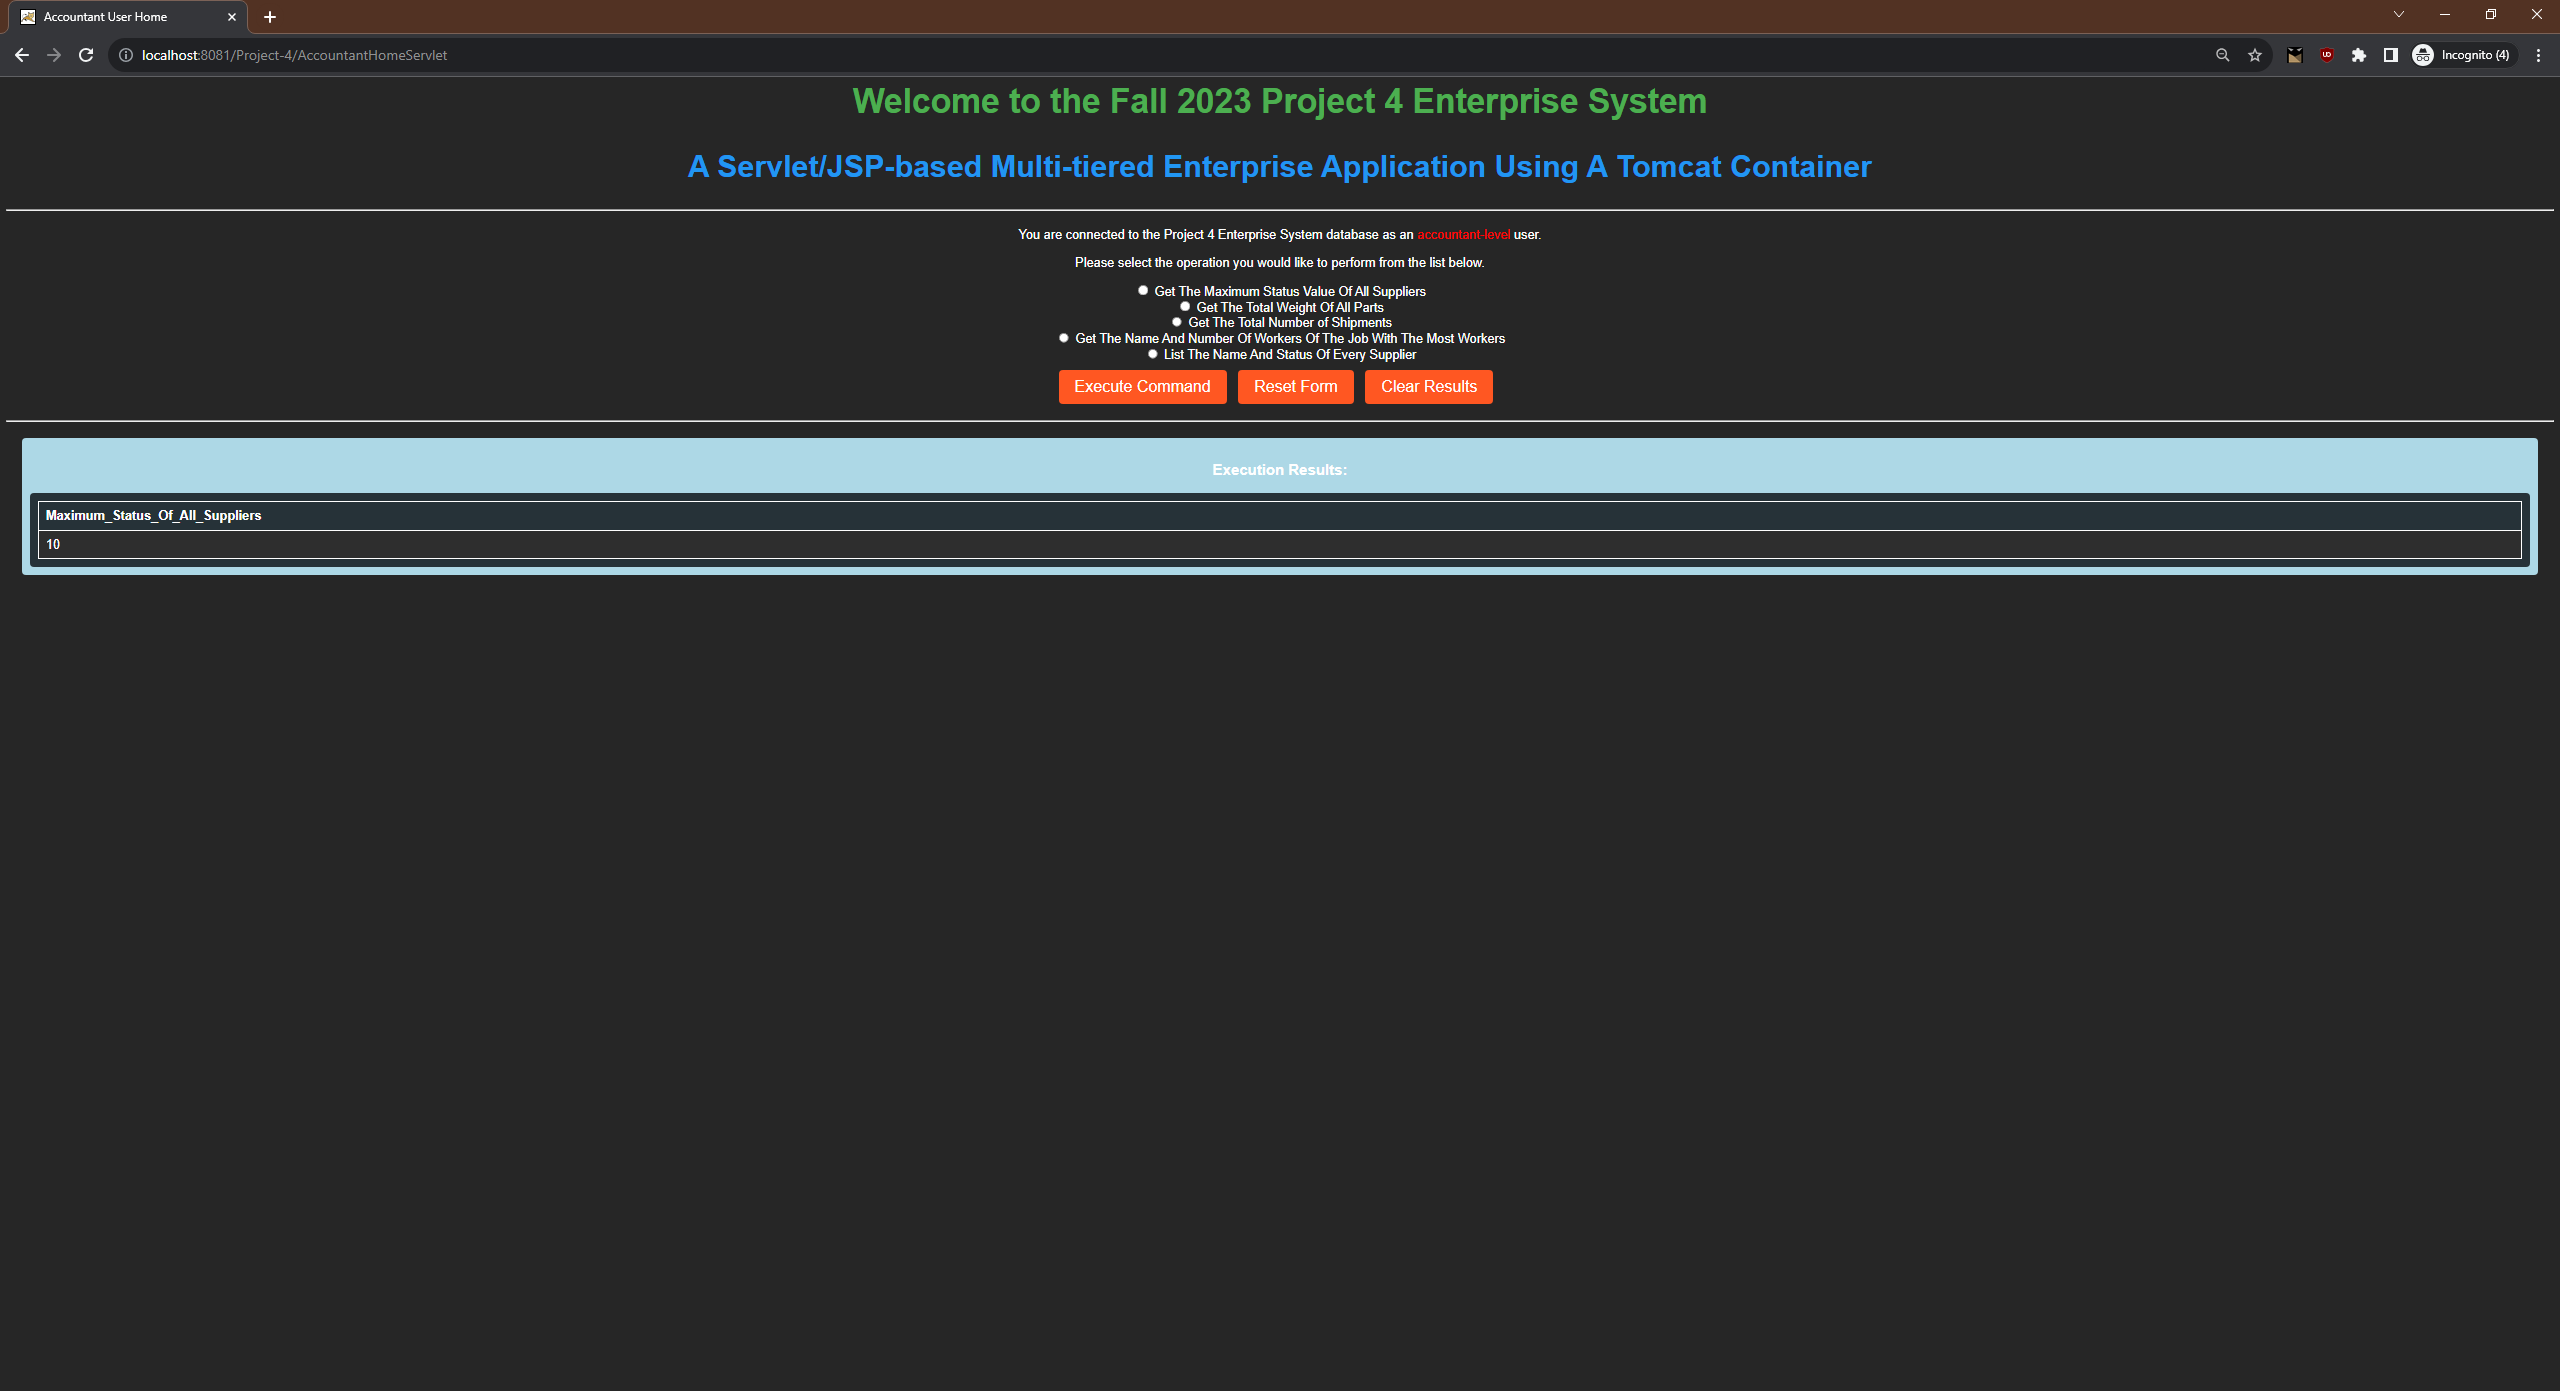 Accountant User Home
localhost:8081/Project-4/AccountantHomeServlet
Incognito (4)
Welcome to the Fall 2023 Project 4 Enterprise System
A Servlet/JSP-based Multi-tiered Enterprise Application Using A Tomcat Container
You are connected to the Project 4 Enterprise System database as an accountant-level user.
Please select the operation you would like to perform from the list below.
Get The Maximum Status Value Of All Suppliers
Get The Total Weight Of All Parts
Get The Total Number of Shipments
Get The Name And Number Of Workers Of The Job With The Most Workers
List The Name And Status Of Every Supplier
Execute Command Reset Form Clear Results
Execution Results:
Maximum_Status_Of_All_Suppliers
10